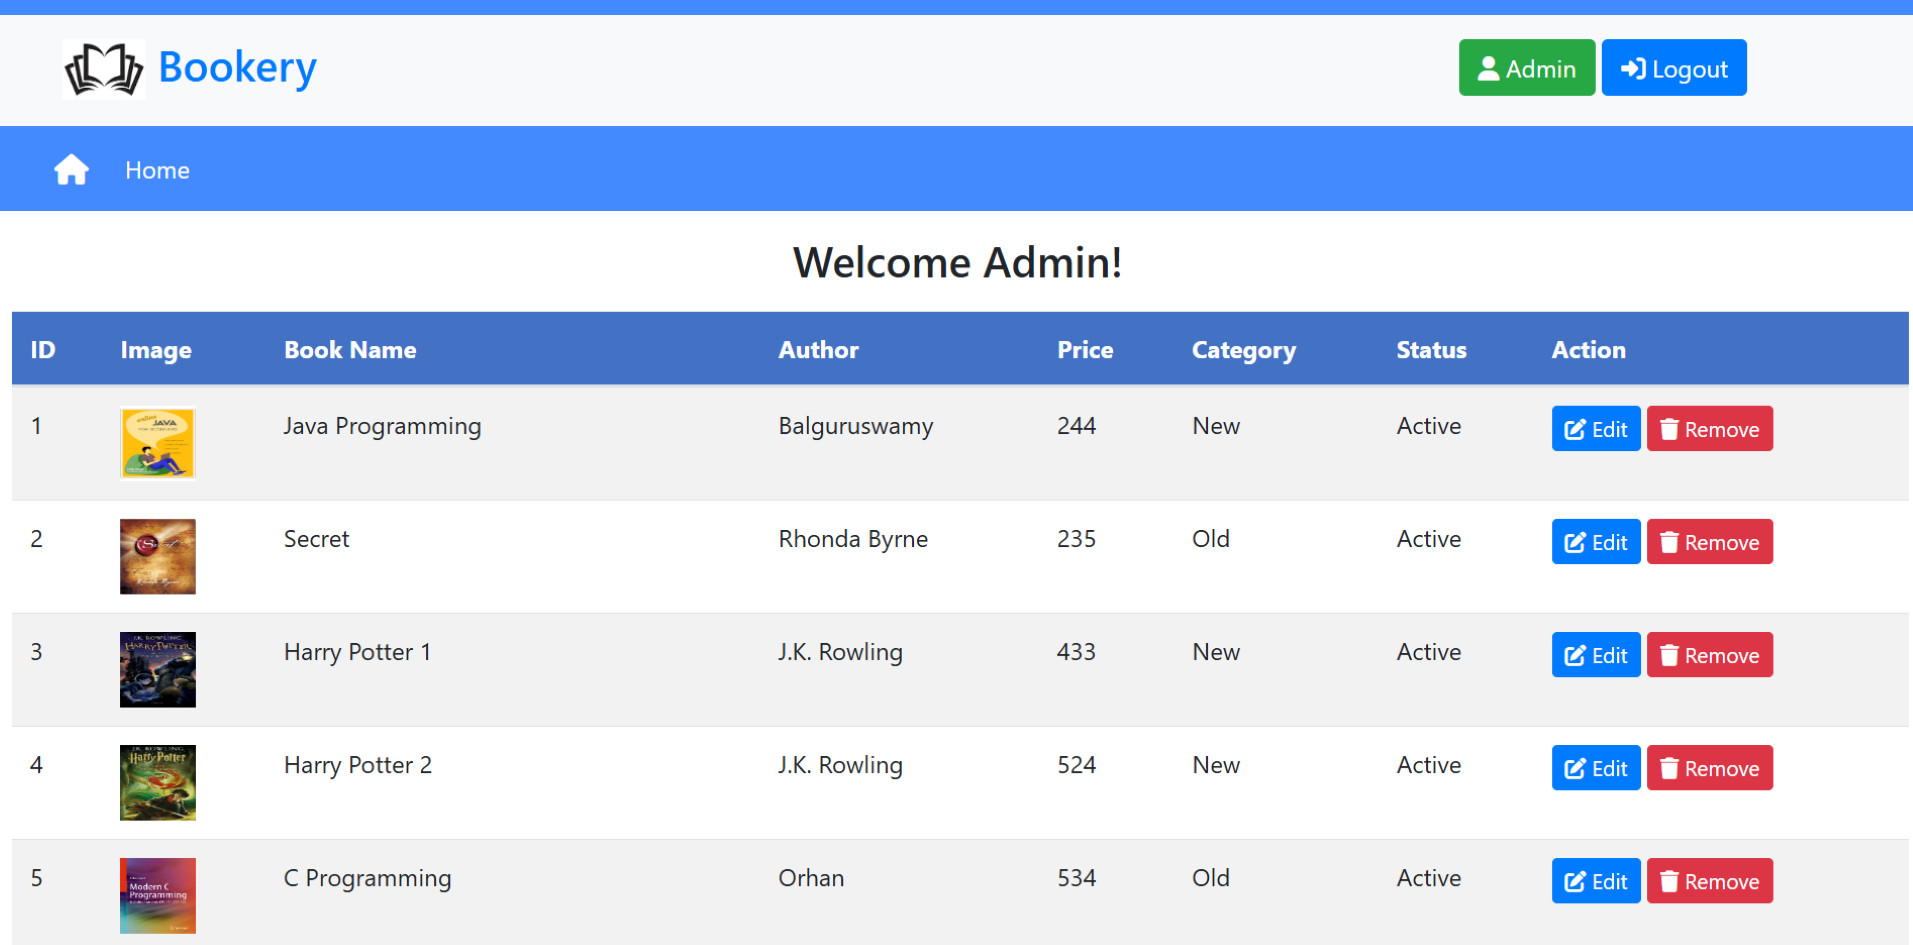 Bookery
Admin
Logout
Home
Welcome Admin!
ID Image Book Name Author Price Category Status Action
1 JAVA Java Programming Balguruswamy 244 New Active Edit Remove
2 Secret Rhonda Byrne 235 Old Active Edit Remove
3 J.K. ROWLING HARRY POTTER Harry Potter 1 J.K. Rowling 433 New Active Edit Remove
4 J.K. ROWLING Harry Potter Harry Potter 2 J.K. Rowling 524 New Active Edit Remove
5 Modern C Programming C Programming Orhan 534 Old Active Edit Remove